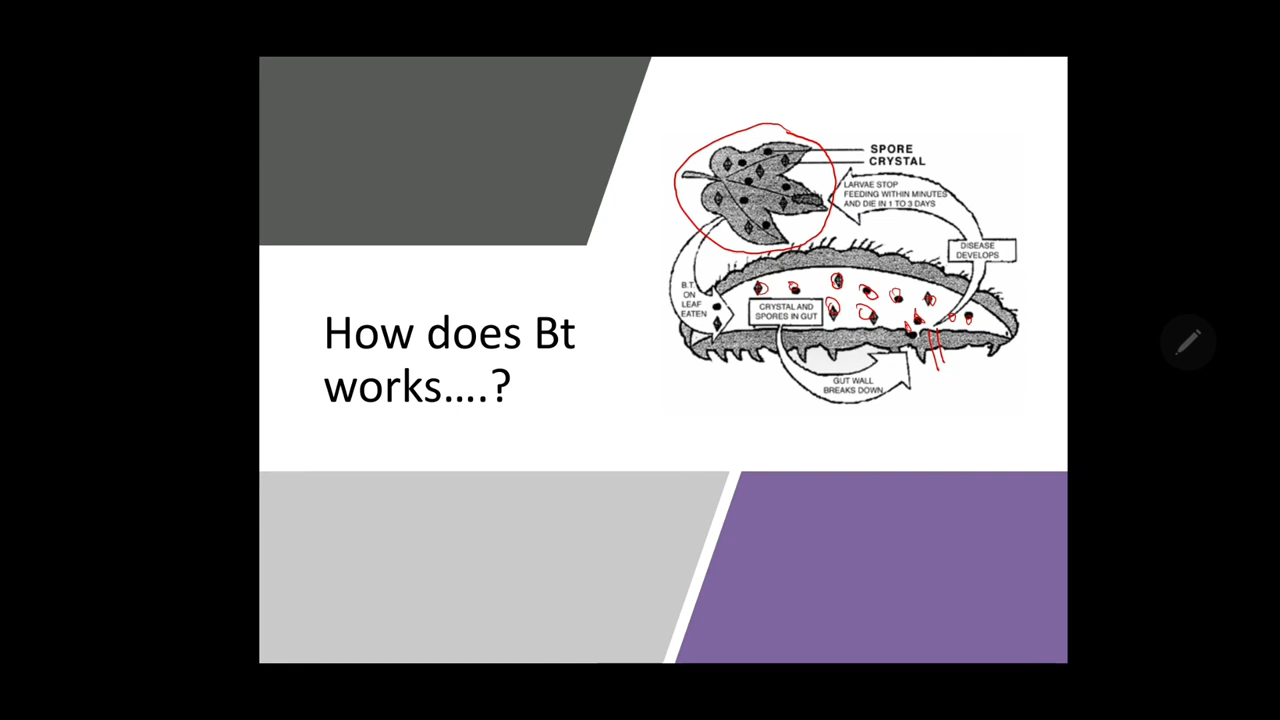 How does Bt
works....?
SPORE
CRYSTAL
LARVAE STOP
FEEDING WITHIN MINUTES
AND DIE IN 1 TO 3 DAYS
DISEASE
DEVELOPS
B.T.
ON
LEAF
EATEN
CRYSTAL AND
SPORES IN GUT
GUT WALL
BREAKS DOWN